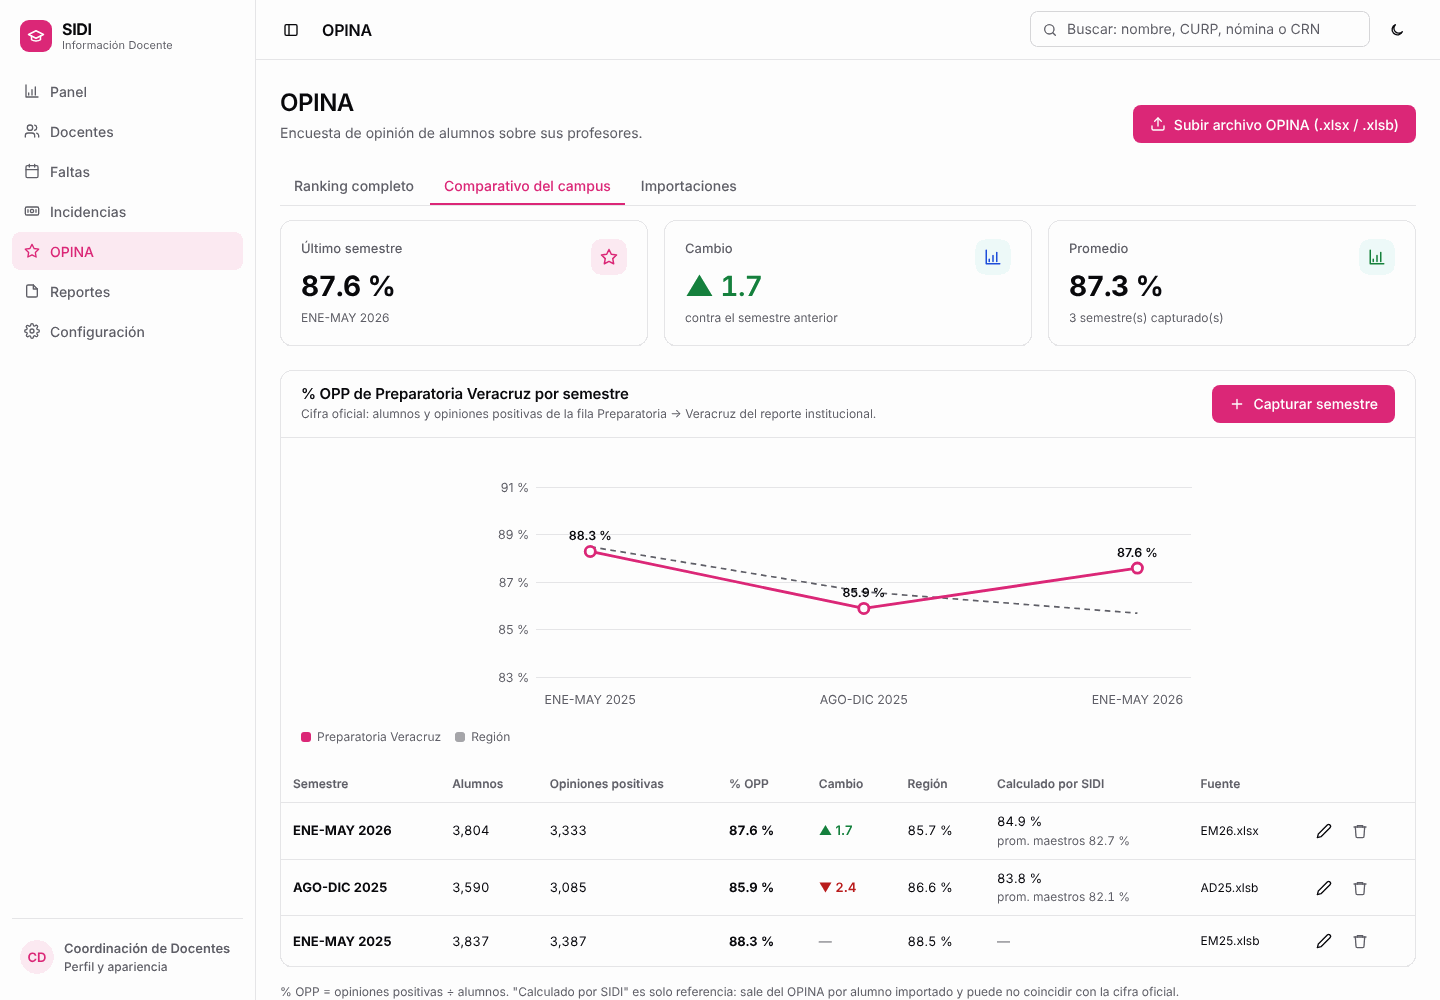 SIDI
Información Docente
Panel
Docentes
Faltas
Incidencias
OPINA
Reportes
Configuración
CD
Coordinación de Docentes
Perfil y apariencia
OPINA
Buscar: nombre, CURP, nómina o CRN
OPINA
Encuesta de opinión de alumnos sobre sus profesores.
Subir archivo OPINA (.xlsx / .xlsb)
Ranking completo Comparativo del campus Importaciones
Último semestre
87.6 %
ENE-MAY 2026
Cambio
▲ 1.7
contra el semestre anterior
Promedio
87.3 %
3 semestre(s) capturado(s)
% OPP de Preparatoria Veracruz por semestre
Cifra oficial: alumnos y opiniones positivas de la fila Preparatoria → Veracruz del reporte institucional.
+ Capturar semestre
91 %
89 %
87 %
85 %
83 %
88.3 %
85.9 %
87.6 %
ENE-MAY 2025 AGO-DIC 2025 ENE-MAY 2026
Preparatoria Veracruz Región
Semestre Alumnos Opiniones positivas % OPP Cambio Región Calculado por SIDI Fuente
ENE-MAY 2026 3,804 3,333 87.6 % ▲ 1.7 85.7 % 84.9 % EM26.xlsx
prom. maestros 82.7 %
AGO-DIC 2025 3,590 3,085 85.9 % ▼ 2.4 86.6 % 83.8 % AD25.xlsb
prom. maestros 82.1 %
ENE-MAY 2025 3,837 3,387 88.3 % — 88.5 % — EM25.xlsb
% OPP = opiniones positivas ÷ alumnos. "Calculado por SIDI" es solo referencia: sale del OPINA por alumno importado y puede no coincidir con la cifra oficial.